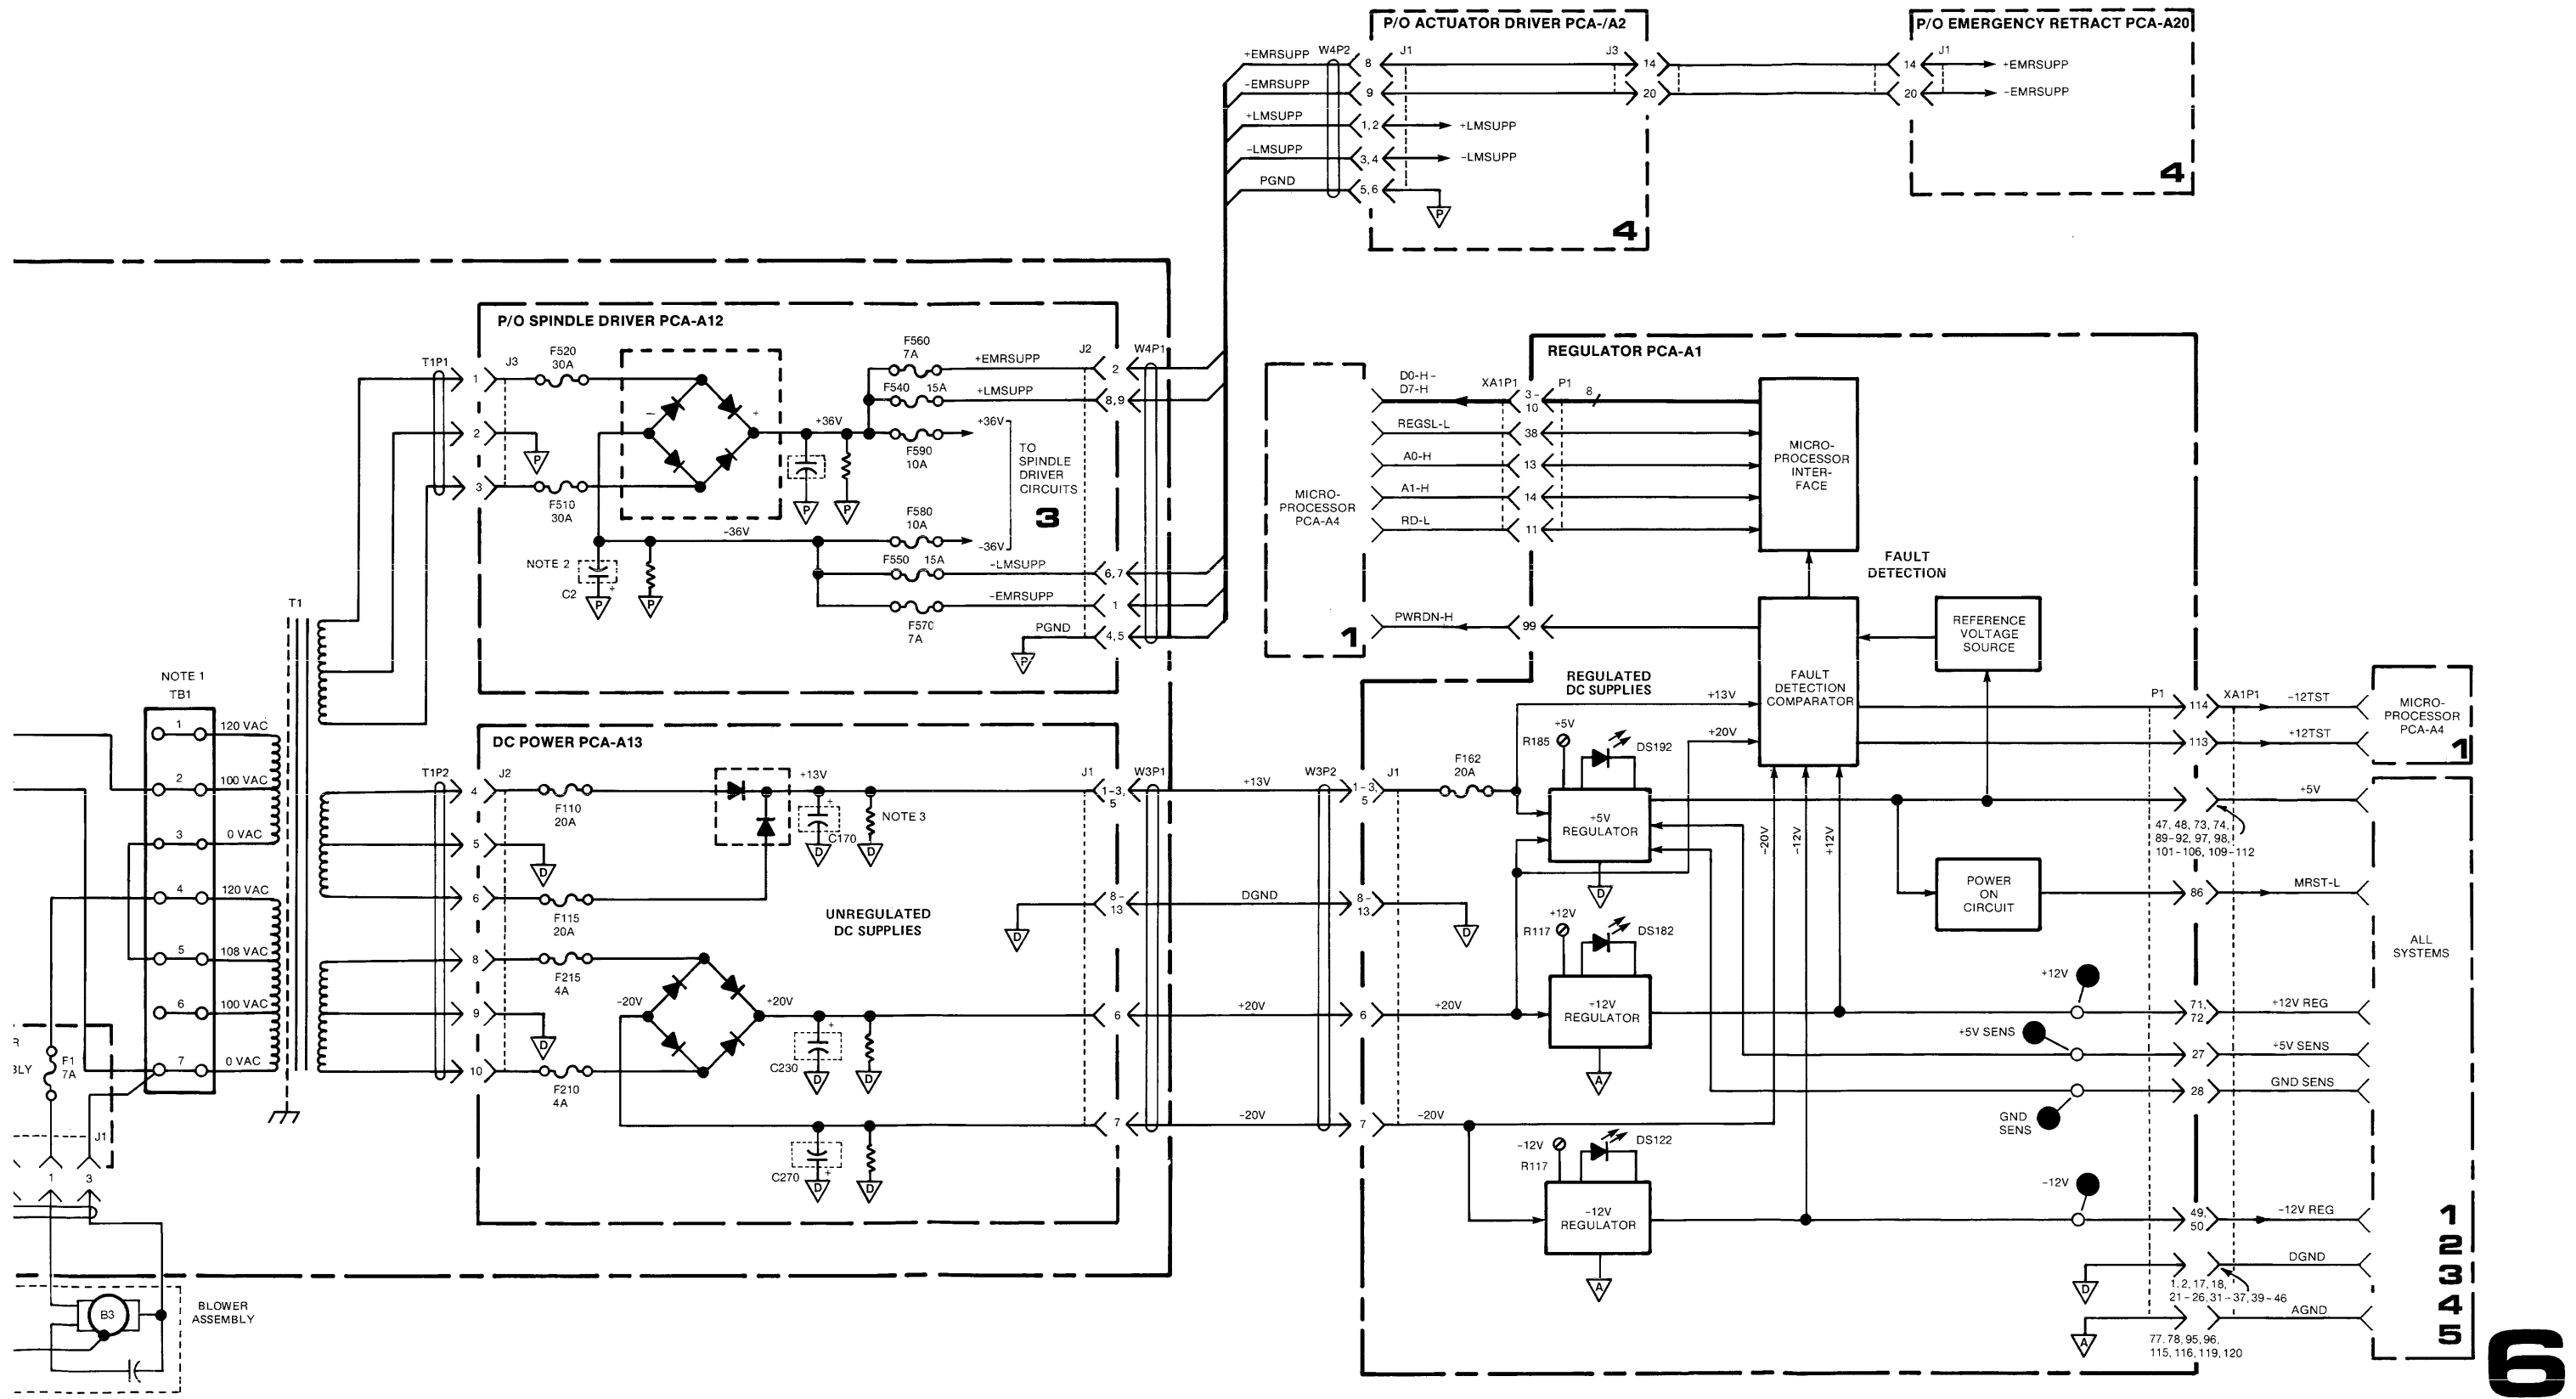 P/O ACTUATOR DRIVER PCA-/A2
P/O EMERGENCY RETRACT PCA-A20
+EMRSUPP W4P2 8 J1 J3 14 14 J1 +EMRSUPP
-EMRSUPP 9 20 20 -EMRSUPP
+LMSUPP 1,2 +LMSUPP
-LMSUPP 3,4 -LMSUPP
PGND 5,6
P
4
4
P/O SPINDLE DRIVER PCA-A12
T1P1 J3
1
F520
30A
2
P
3
F510
30A
-
+
+36V
P
P
F560
7A
+EMRSUPP
J2
2
W4P1
F540 15A
+LMSUPP
8,9
F590
10A
+36V
TO
SPINDLE
DRIVER
CIRCUITS
3
F580
10A
-36V
-36V
NOTE 2
C2
+
P
P
F550 15A
-LMSUPP
6,7
-EMRSUPP
1
F570
7A
PGND
4,5
P
T1
NOTE 1
TB1
1 120 VAC
2 100 VAC
3 0 VAC
4 120 VAC
5 108 VAC
6 100 VAC
7 0 VAC
R
BLY
F1
7A
J1
1 3
B3
BLOWER
ASSEMBLY
DC POWER PCA-A13
T1P2 J2
4
F110
20A
5
D
6
F115
20A
+13V
+
C170
D
D
NOTE 3
J1
1-3,
5
W3P1
UNREGULATED
DC SUPPLIES
D
8-
13
8
F215
4A
9
D
10
F210
4A
-20V
+20V
+
C230
D
D
6
C270
+
D
D
7
+13V
DGND
+20V
-20V
W3P2
1-3,
5
J1
8-
13
D
6
+20V
7
-20V
MICRO-
PROCESSOR
PCA-A4
1
D0-H-
D7-H
XA1P1
3-
10
P1
8
REGSL-L 38
A0-H 13
A1-H 14
RD-L 11
PWRDN-H 99
REGULATOR PCA-A1
MICRO-
PROCESSOR
INTER-
FACE
FAULT
DETECTION
FAULT
DETECTION
COMPARATOR
REFERENCE
VOLTAGE
SOURCE
REGULATED
DC SUPPLIES
+13V
+20V
F162
20A
+5V
R185
DS192
+5V
REGULATOR
D
-20V
-12V
+12V
+12V
R117
DS182
+12V
REGULATOR
A
-12V
R117
DS122
-12V
REGULATOR
A
POWER
ON
CIRCUIT
P1
114
XA1P1
-12TST
113
+12TST
MICRO-
PROCESSOR
PCA-A4
1
+5V
47, 48, 73, 74,
89-92, 97, 98,
101-106, 109-112
86
MRST-L
ALL
SYSTEMS
+12V
71,
72
+12V REG
+5V SENS
27
+5V SENS
28
GND SENS
GND
SENS
-12V
49,
50
-12V REG
D
DGND
1, 2, 17, 18,
21-26, 31-37, 39-46
A
AGND
77, 78, 95, 96,
115, 116, 119, 120
1
2
3
4
5
6